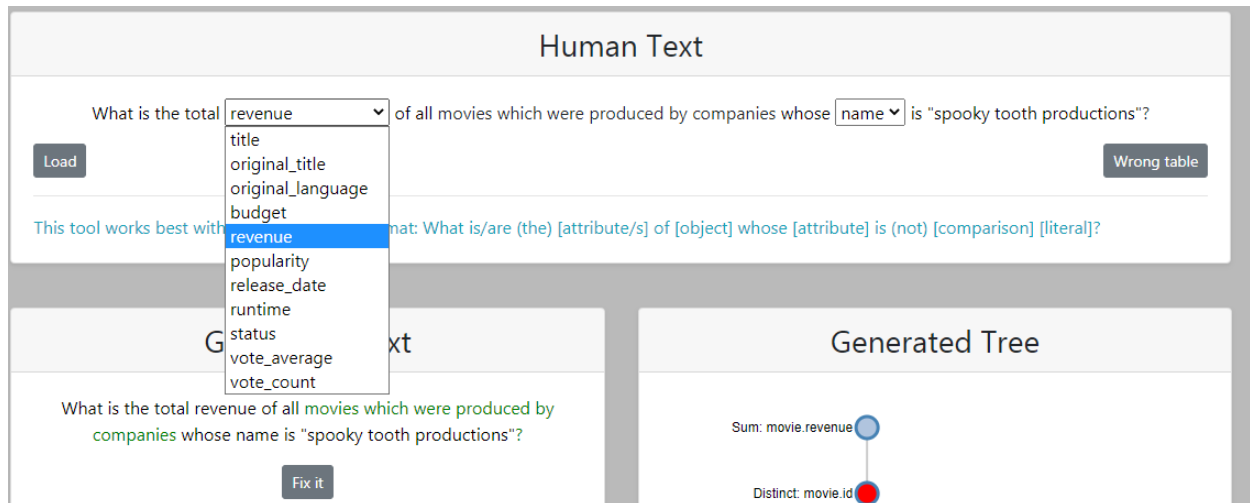 Human Text
What is the total revenue of all movies which were produced by companies whose name is "spooky tooth productions"?
title
original_title
original_language
budget
revenue
popularity
release_date
runtime
status
vote_average
vote_count
Load
Wrong table
This tool works best with mat: What is/are (the) [attribute/s] of [object] whose [attribute] is (not) [comparison] [literal]?
G xt
What is the total revenue of all movies which were produced by
companies whose name is "spooky tooth productions"?
Fix it
Generated Tree
Sum: movie.revenue
Distinct: movie.id